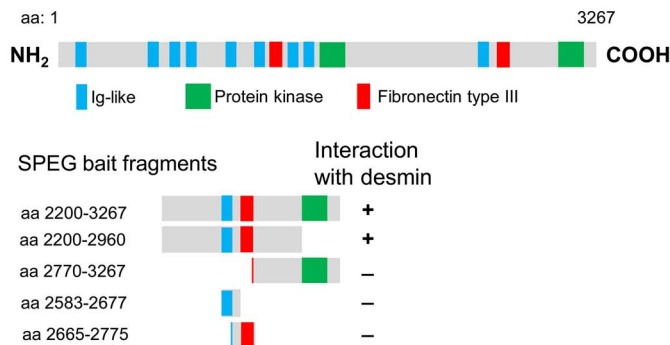 aa: 1 3267
NH2 COOH
Ig-like Protein kinase Fibronectin type III
SPEG bait fragments Interaction
with desmin
aa 2200-3267 +
aa 2200-2960 +
aa 2770-3267 –
aa 2583-2677 –
aa 2665-2775 –